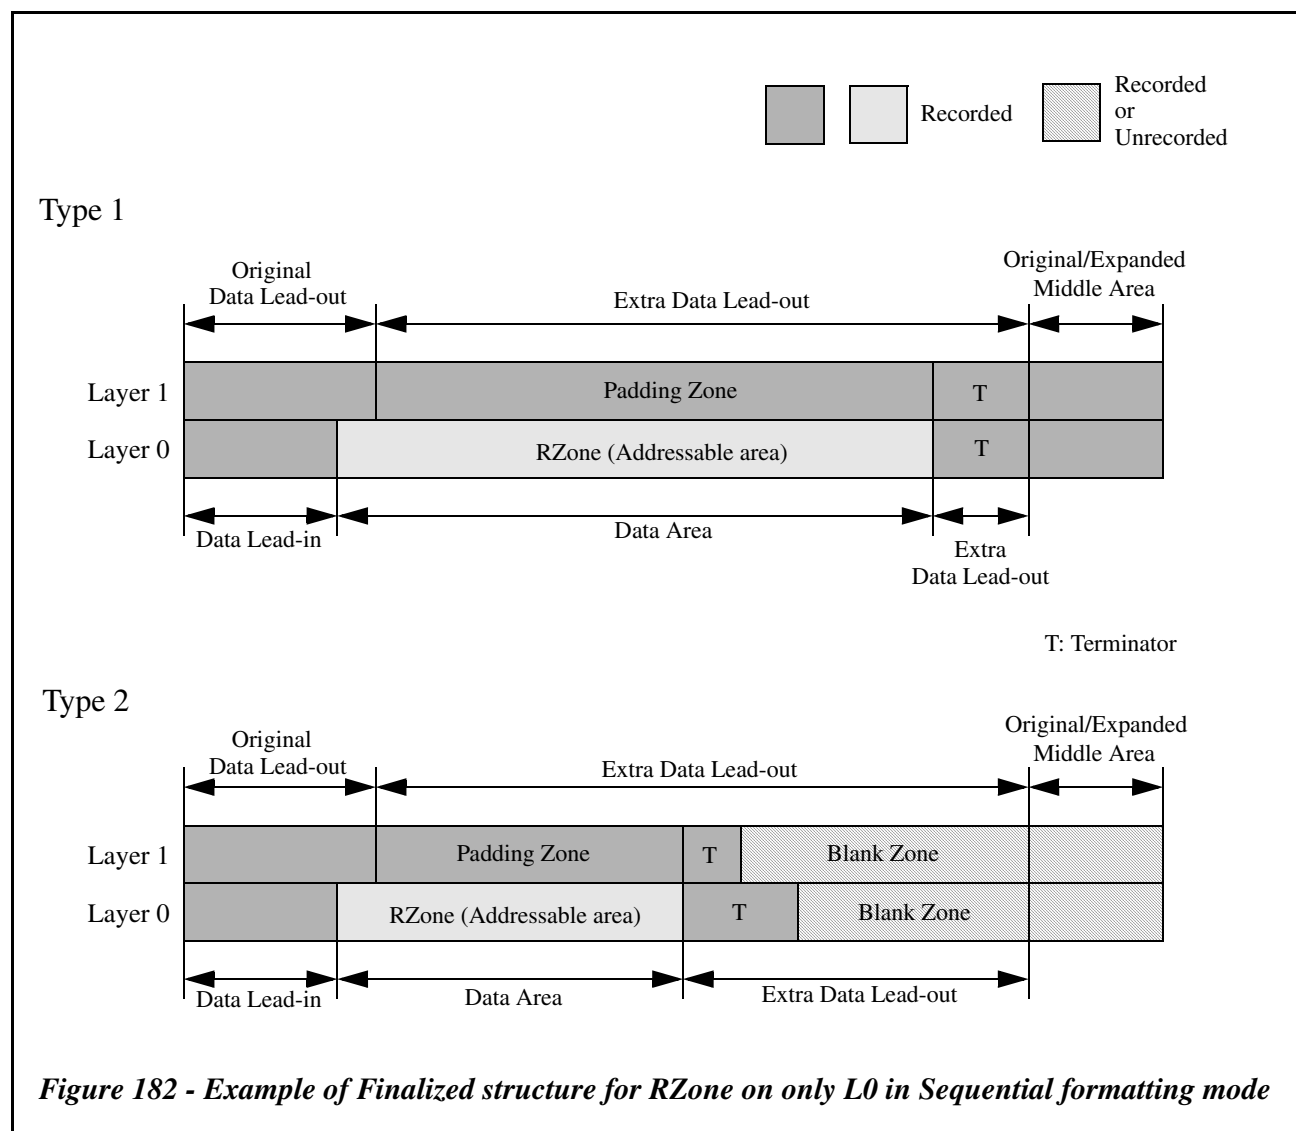 Recorded
Recorded
or
Unrecorded
Type 1
Original
Data Lead-out
Extra Data Lead-out
Original/Expanded
Middle Area
Layer 1
Padding Zone
T
Layer 0
RZone (Addressable area)
T
Data Lead-in
Data Area
Extra
Data Lead-out
T: Terminator
Type 2
Original
Data Lead-out
Extra Data Lead-out
Original/Expanded
Middle Area
Layer 1
Padding Zone
T
Blank Zone
Layer 0
RZone (Addressable area)
T
Blank Zone
Data Lead-in
Data Area
Extra Data Lead-out
Figure 182 - Example of Finalized structure for RZone on only L0 in Sequential formatting mode